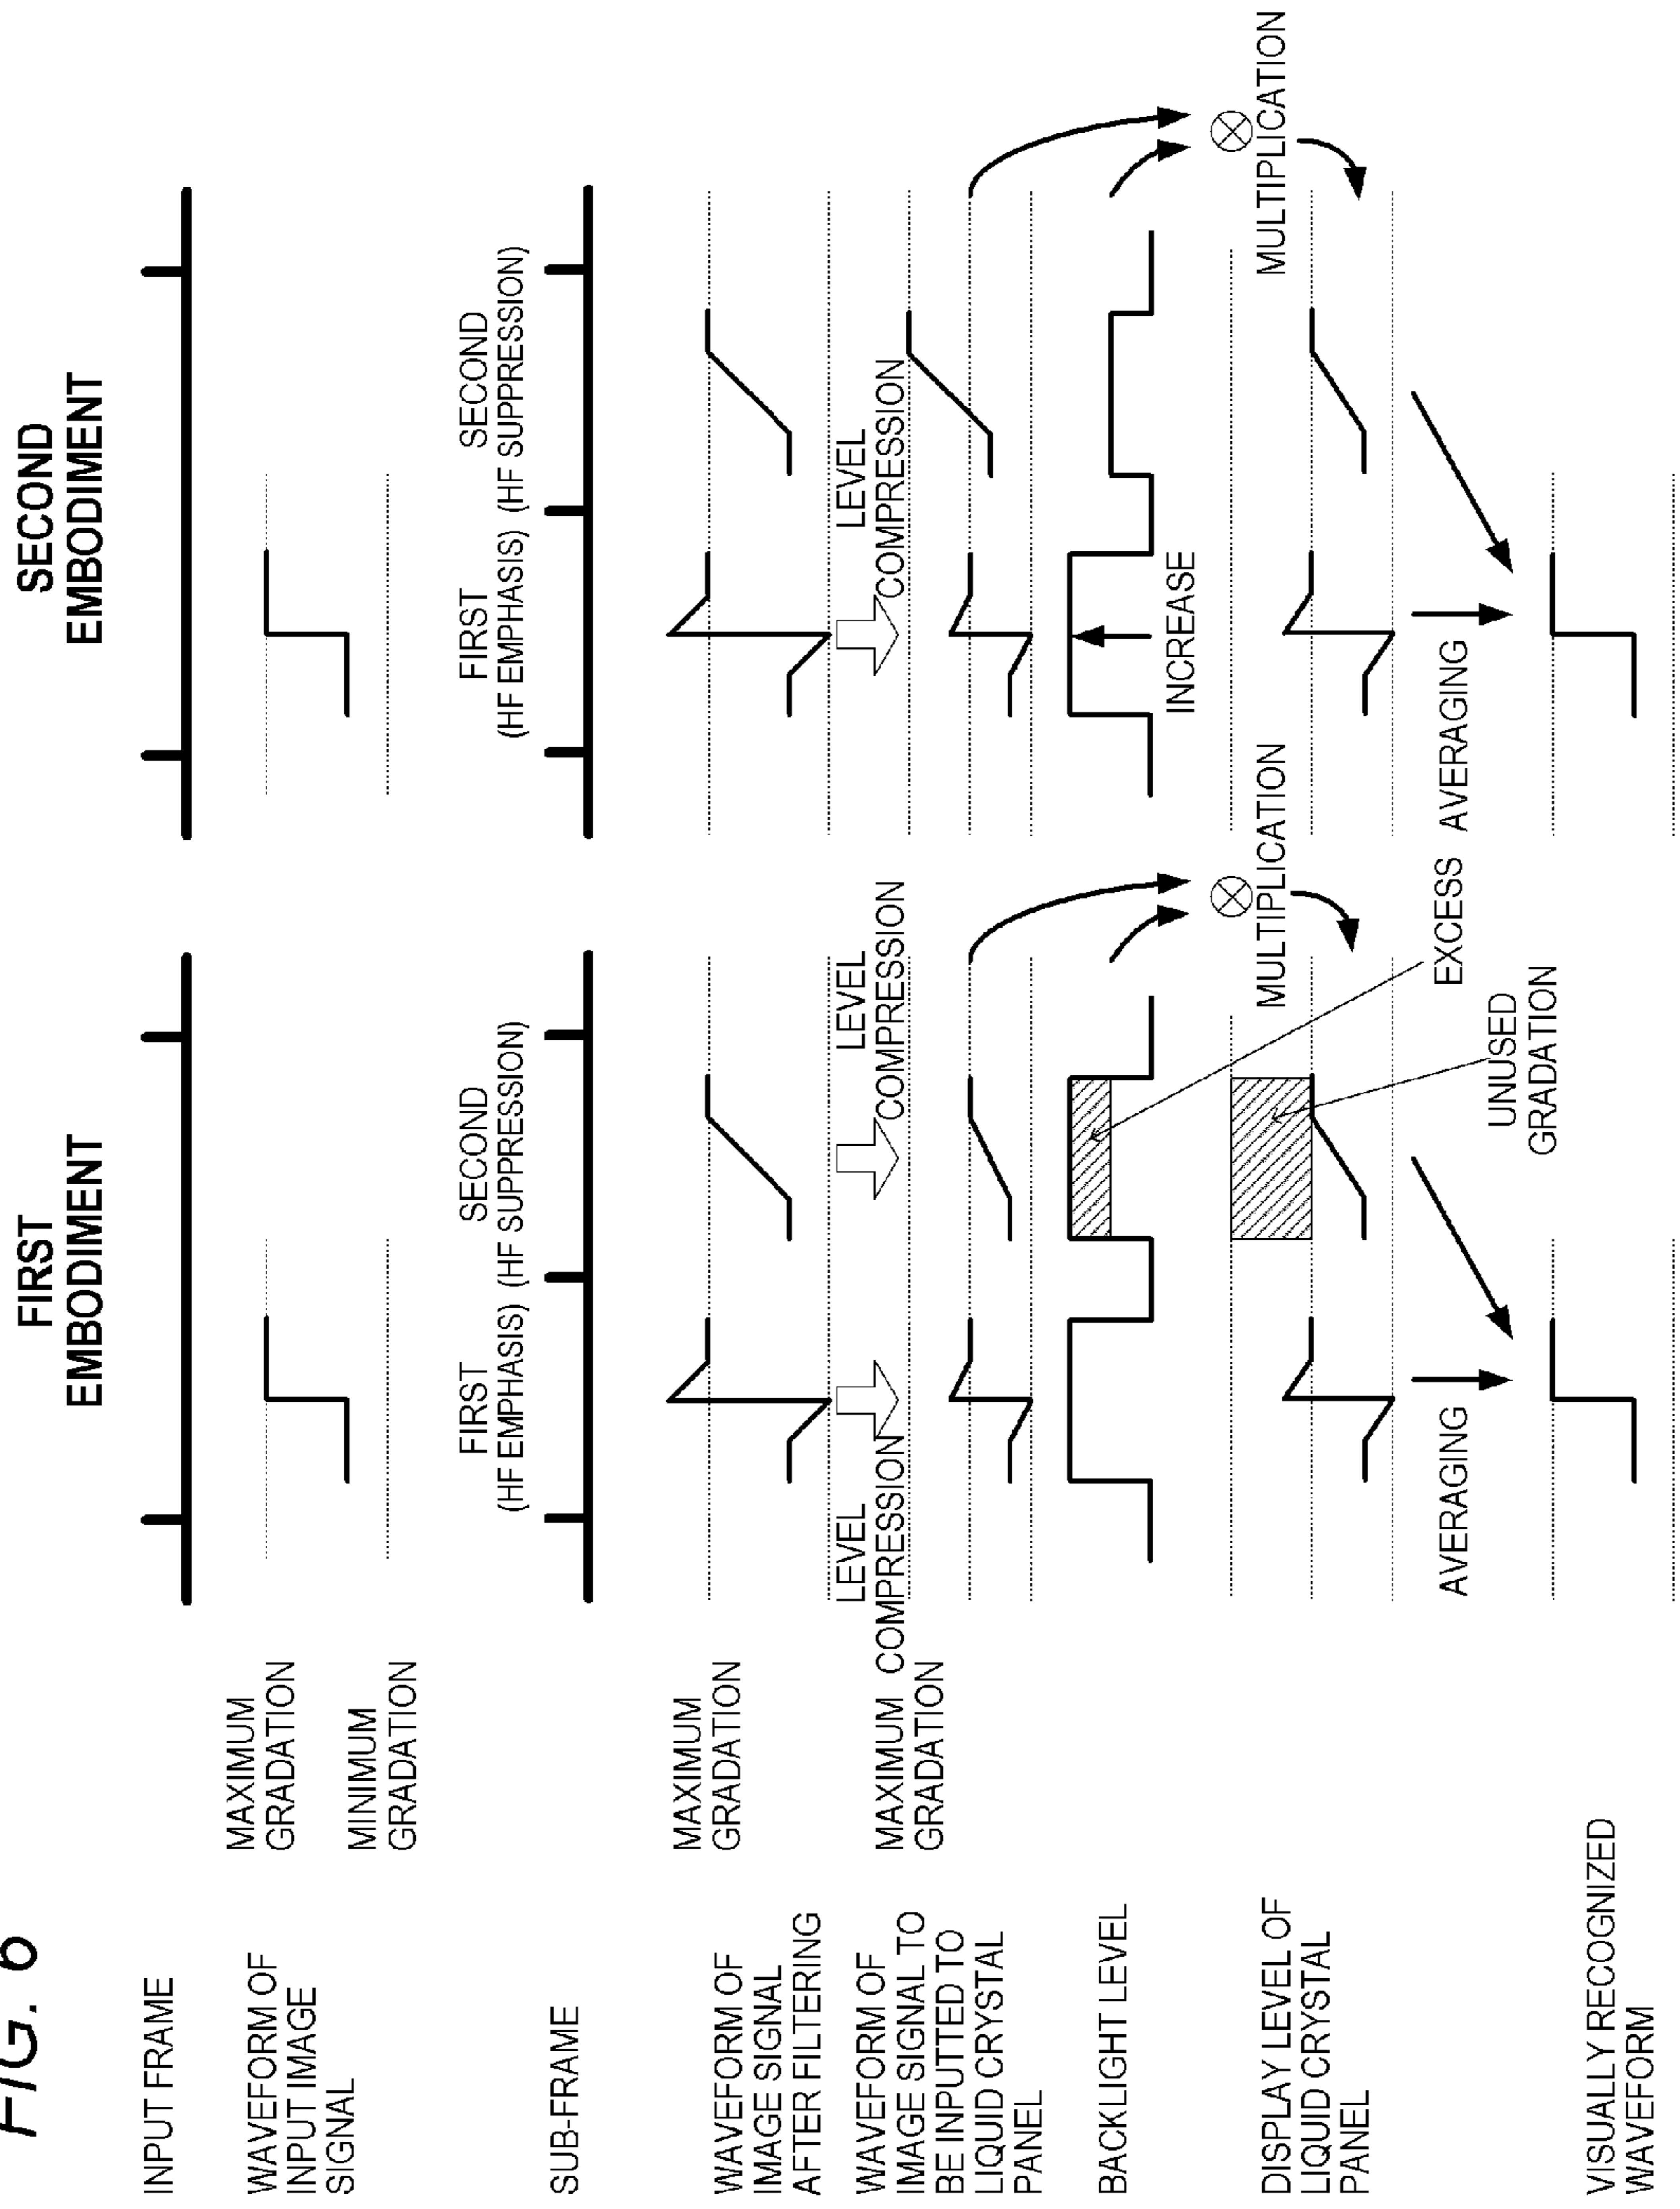 FIG. 6
FIRST
EMBODIMENT
SECOND
EMBODIMENT
INPUT FRAME
WAVEFORM OF
INPUT IMAGE
SIGNAL
MAXIMUM
GRADATION
MINIMUM
GRADATION
SUB-FRAME
FIRST
(HF EMPHASIS)
SECOND
(HF SUPPRESSION)
FIRST
(HF EMPHASIS)
SECOND
(HF SUPPRESSION)
WAVEFORM OF
IMAGE SIGNAL
AFTER FILTERING
MAXIMUM
GRADATION
LEVEL
COMPRESSION
LEVEL
COMPRESSION
LEVEL
COMPRESSION
WAVEFORM OF
IMAGE SIGNAL TO
BE INPUTTED TO
LIQUID CRYSTAL
PANEL
MAXIMUM
GRADATION
BACKLIGHT LEVEL
INCREASE
MULTIPLICATION
MULTIPLICATION
DISPLAY LEVEL OF
LIQUID CRYSTAL
PANEL
AVERAGING
EXCESS
AVERAGING
UNUSED
GRADATION
VISUALLY RECOGNIZED
WAVEFORM